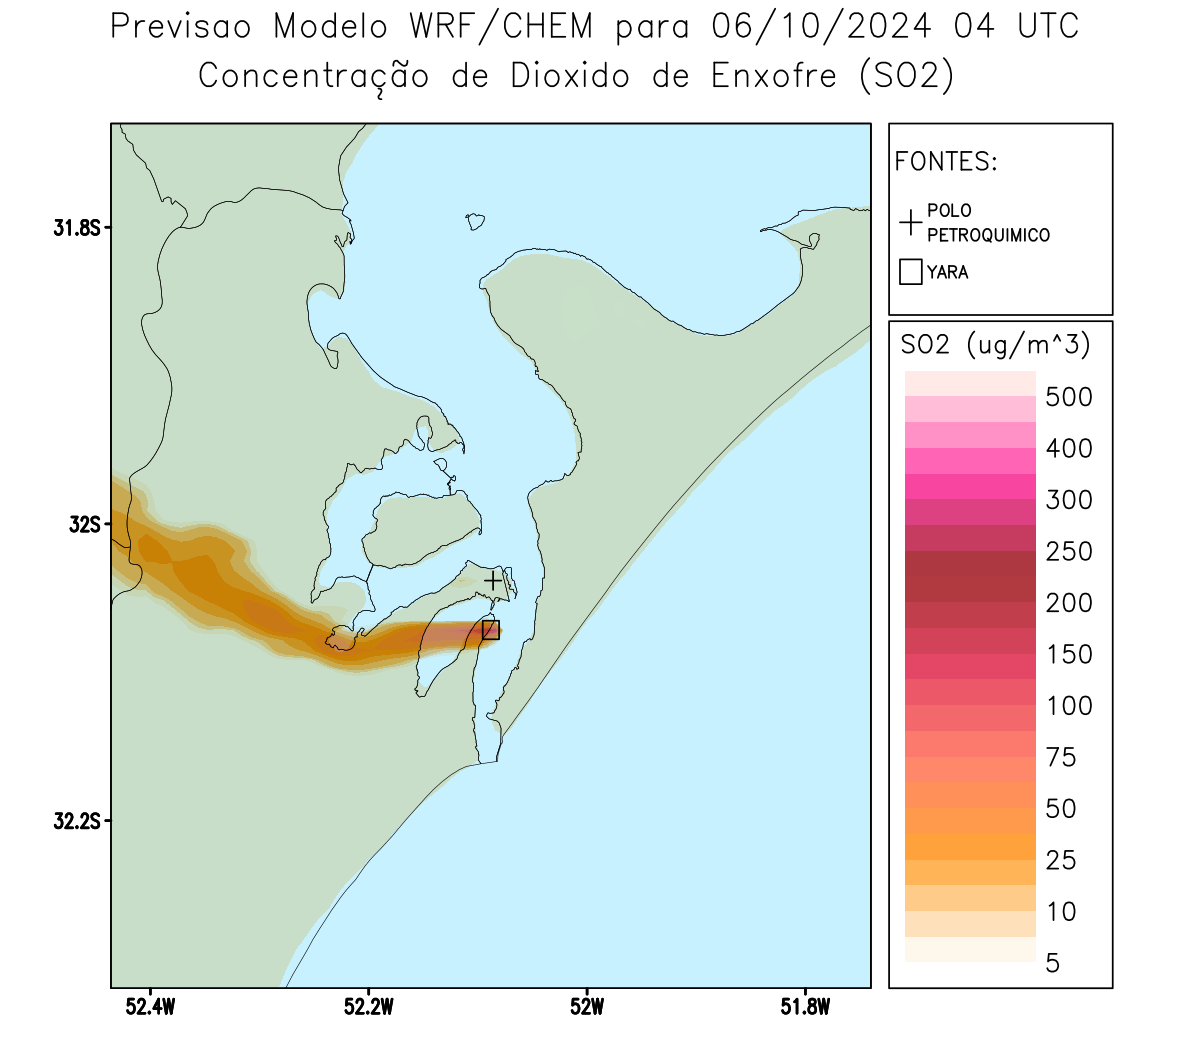 Previsao Modelo WRF/CHEM para 06/10/2024 04 UTC
Concentração de Dioxido de Enxofre (SO2)
FONTES:
POLO
PETROQUIMICO
YARA
SO2 (ug/m^3)
500
400
300
250
200
150
100
75
50
25
10
5
31.8S
32S
32.2S
52.4W
52.2W
52W
51.8W